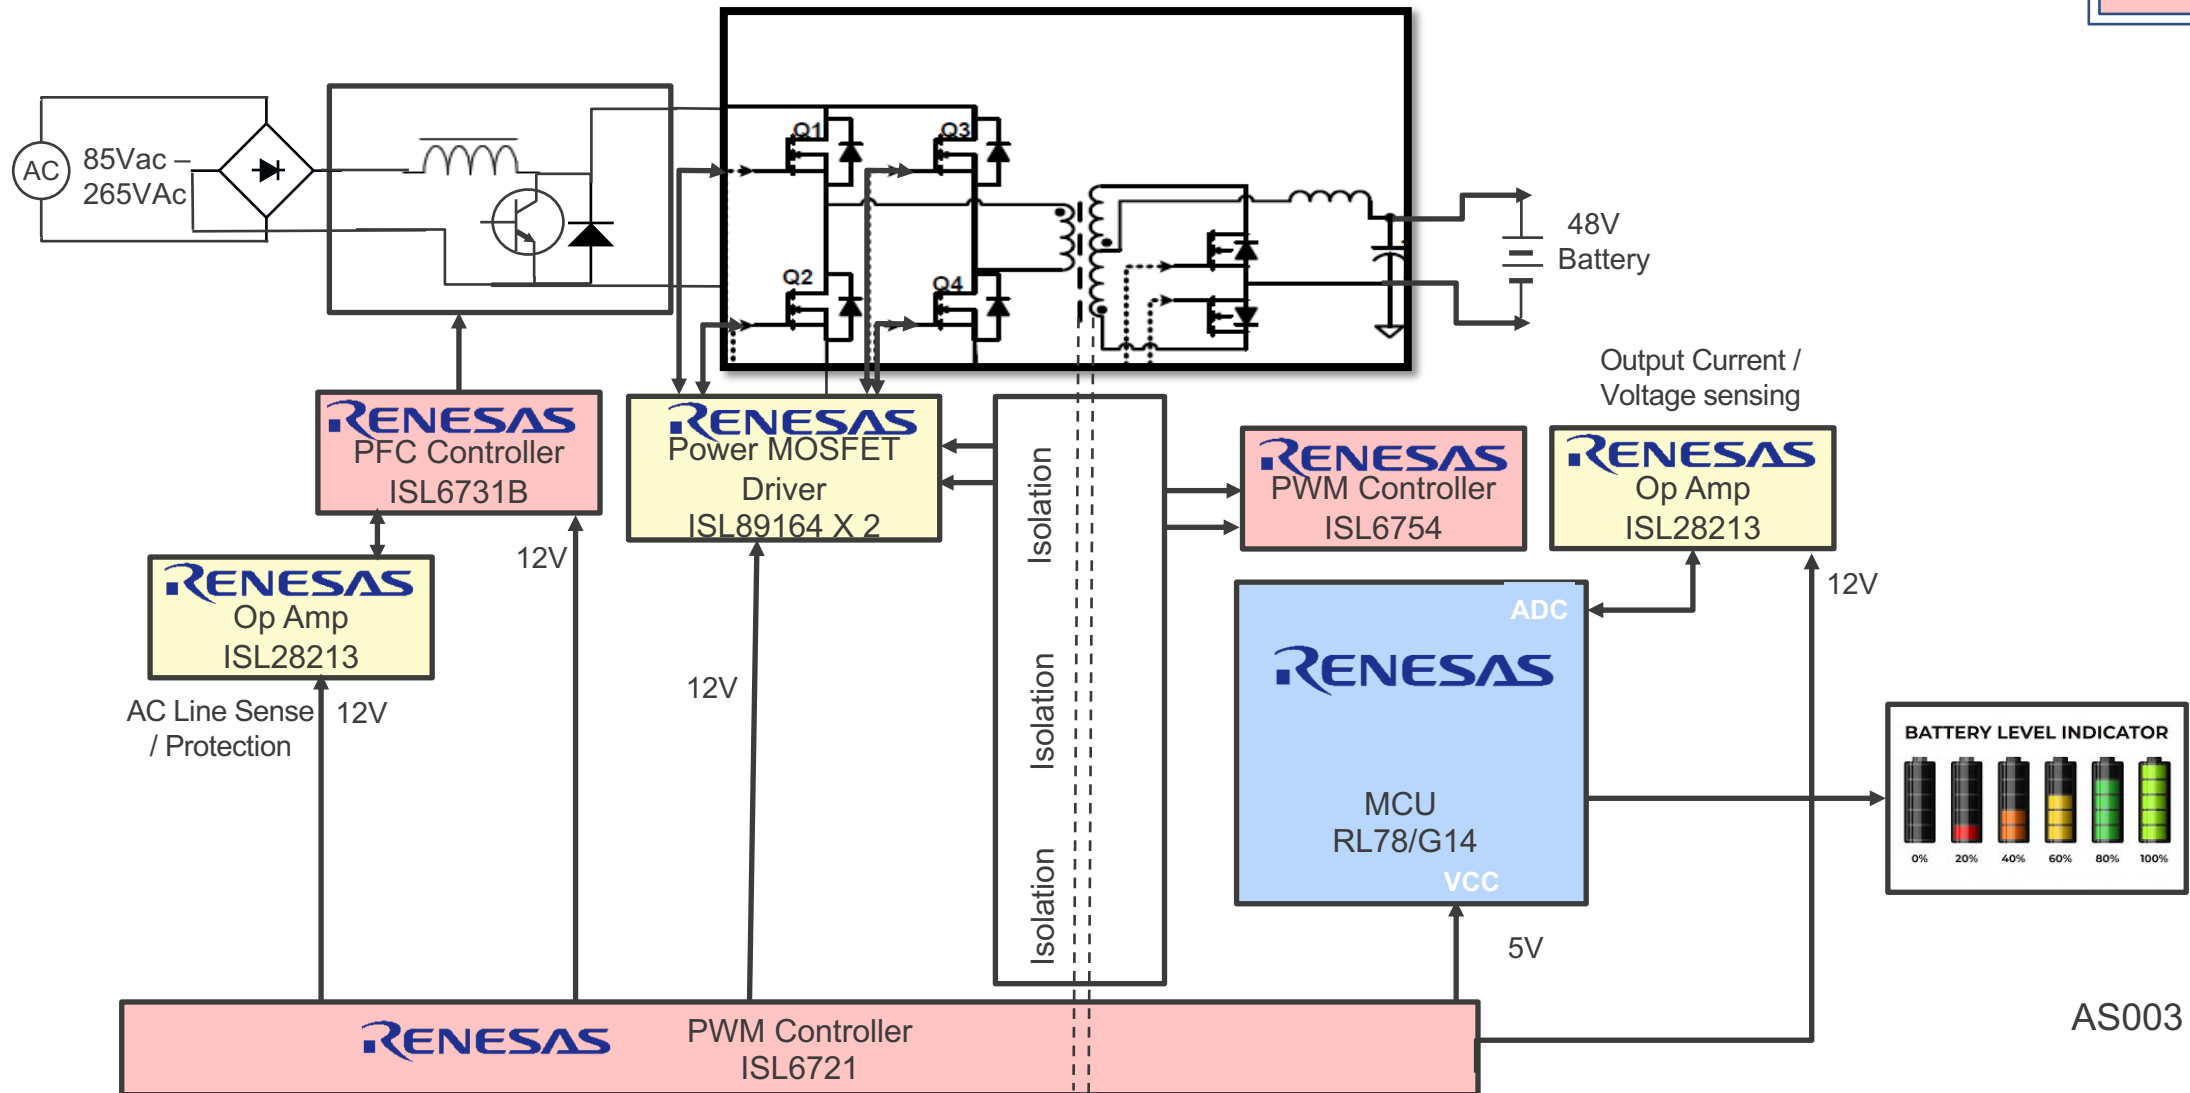 AC
85Vac –
265VAc
Q1
Q3
Q2
Q4
48V
Battery
Output Current /
Voltage sensing
RENESAS
PFC Controller
ISL6731B
RENESAS
Power MOSFET
Driver
ISL89164 X 2
Isolation
Isolation
Isolation
RENESAS
PWM Controller
ISL6754
RENESAS
Op Amp
ISL28213
12V
12V
RENESAS
Op Amp
ISL28213
AC Line Sense
/ Protection
12V
12V
ADC
RENESAS
MCU
RL78/G14
VCC
5V
BATTERY LEVEL INDICATOR
0% 20% 40% 60% 80% 100%
AS003
RENESAS
PWM Controller
ISL6721